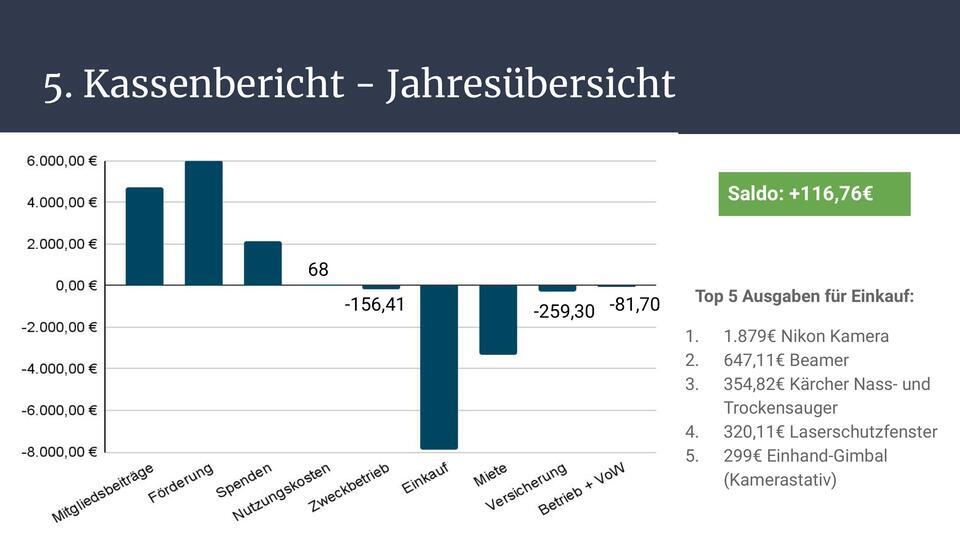 5. Kassenbericht - Jahresübersicht
6.000,00 €
4.000,00 €
2.000,00 €
0,00 €
-2.000,00 €
-4.000,00 €
-6.000,00 €
-8.000,00 €
68
-156,41
-259,30
-81,70
Mitgliedsbeiträge
Förderung
Spenden
Nutzungskosten
Zweckbetrieb
Einkauf
Miete
Versicherung
Betrieb + VoW
Saldo: +116,76€
Top 5 Ausgaben für Einkauf:
1. 1.879€ Nikon Kamera
2. 647,11€ Beamer
3. 354,82€ Kärcher Nass- und
Trockensauger
4. 320,11€ Laserschutzfenster
5. 299€ Einhand-Gimbal
(Kamerastativ)